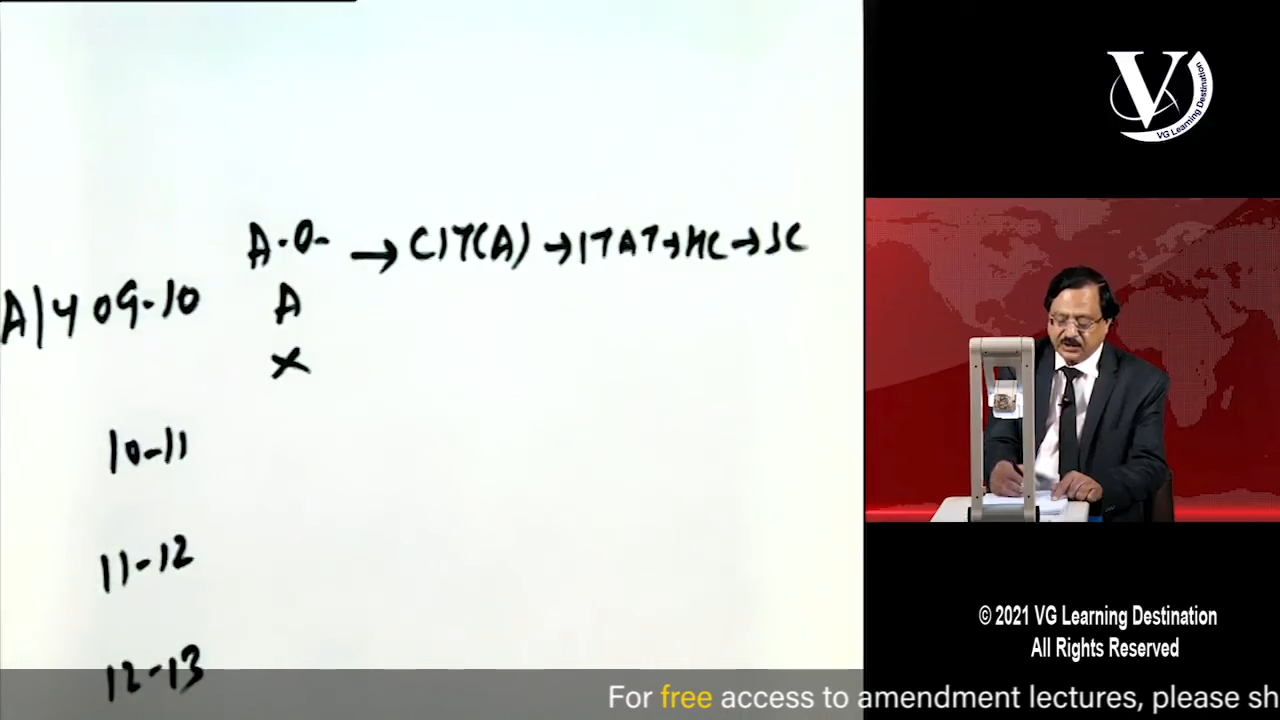 A.O. → CIT(A) → ITAT → HC → SC
A/Y 09-10 A
X
10-11
11-12
12-13
V
VG Learning Destination
© 2021 VG Learning Destination
All Rights Reserved
For free access to amendment lectures, please sh